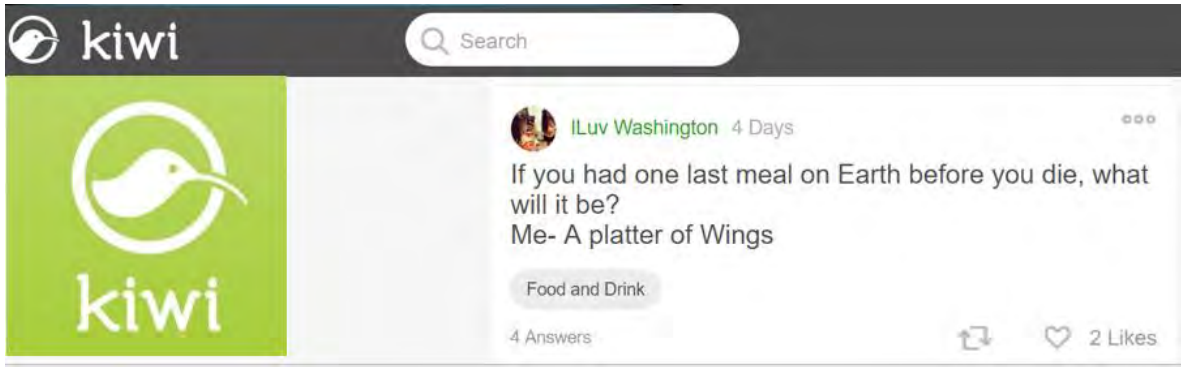 kiwi
Search
kiwi
ILuv Washington 4 Days
If you had one last meal on Earth before you die, what
will it be?
Me- A platter of Wings
Food and Drink
4 Answers
2 Likes